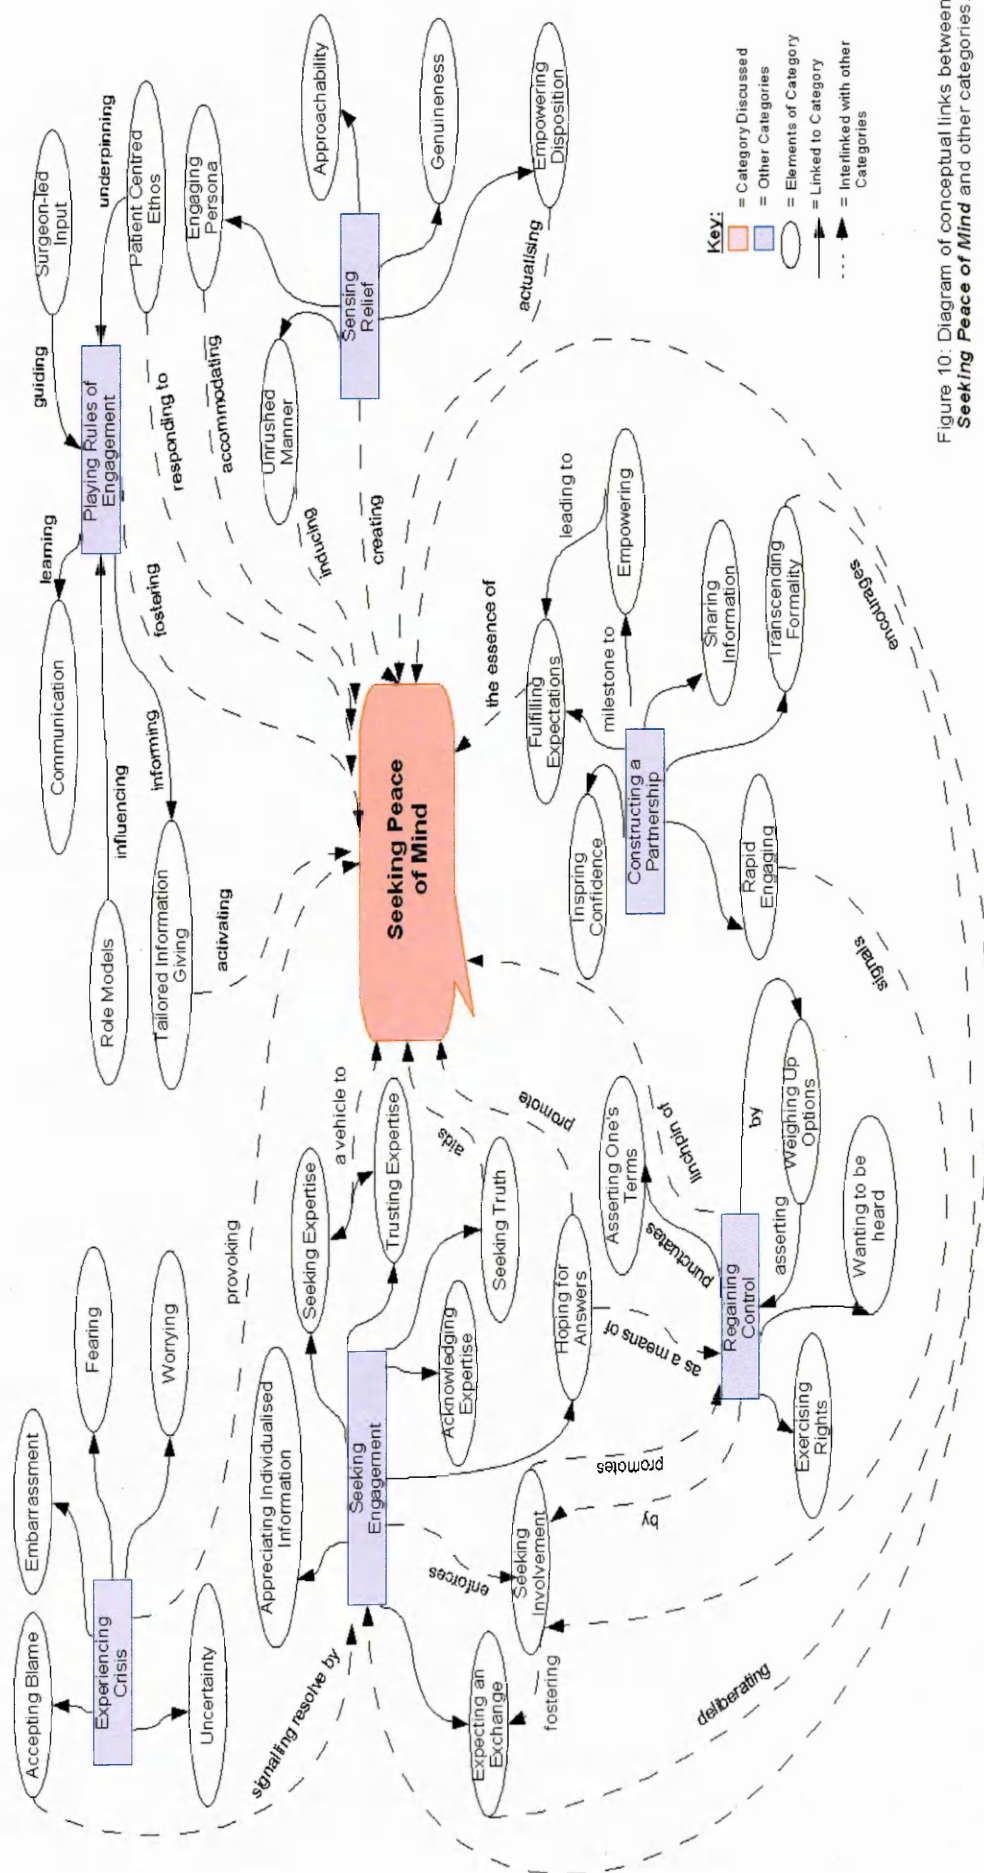 Accepting Blame
Embarrassment
Fearing
Worrying
Experiencing
Crisis
Uncertainty
provoking
signalling resolve by
Role Models
influencing
Communication
learning
Surgeon-led
Input
guiding
Playing Rules of
Engagement
underpinning
Patient Centred
Ethos
informing
Tailored Information
Giving
activating
fostering
responding to
Engaging
Persona
accommodating
Approachability
Unrushed
Manner
inducing
Sensing
Relief
creating
Genuineness
Empowering
Disposition
actualising
Appreciating Individualised
Information
Seeking Expertise
a vehicle to
Trusting Expertise
Seeking
Engagement
Acknowledging
Expertise
Seeking Truth
aids
Hoping for
Answers
promote
Seeking Peace
of Mind
the essence of
Fulfilling
Expectations
leading to
Empowering
milestone to
Inspiring
Confidence
Constructing a
Partnership
Sharing
Information
Transcending
Formality
Rapid
Engaging
encourages
signals
enforces
Seeking
Involvement
Expecting an
Exchange
fostering
promotes
by
as a means of
Asserting One's
Terms
punctuates
linchpin of
Regaining
Control
by
Weighing Up
Options
asserting
Wanting to be
heard
Exercising
Rights
deliberating
Key:
= Category Discussed
= Other Categories
= Elements of Category
= Linked to Category
= Interlinked with other
Categories
Figure 10: Diagram of conceptual links between
Seeking Peace of Mind and other categories.